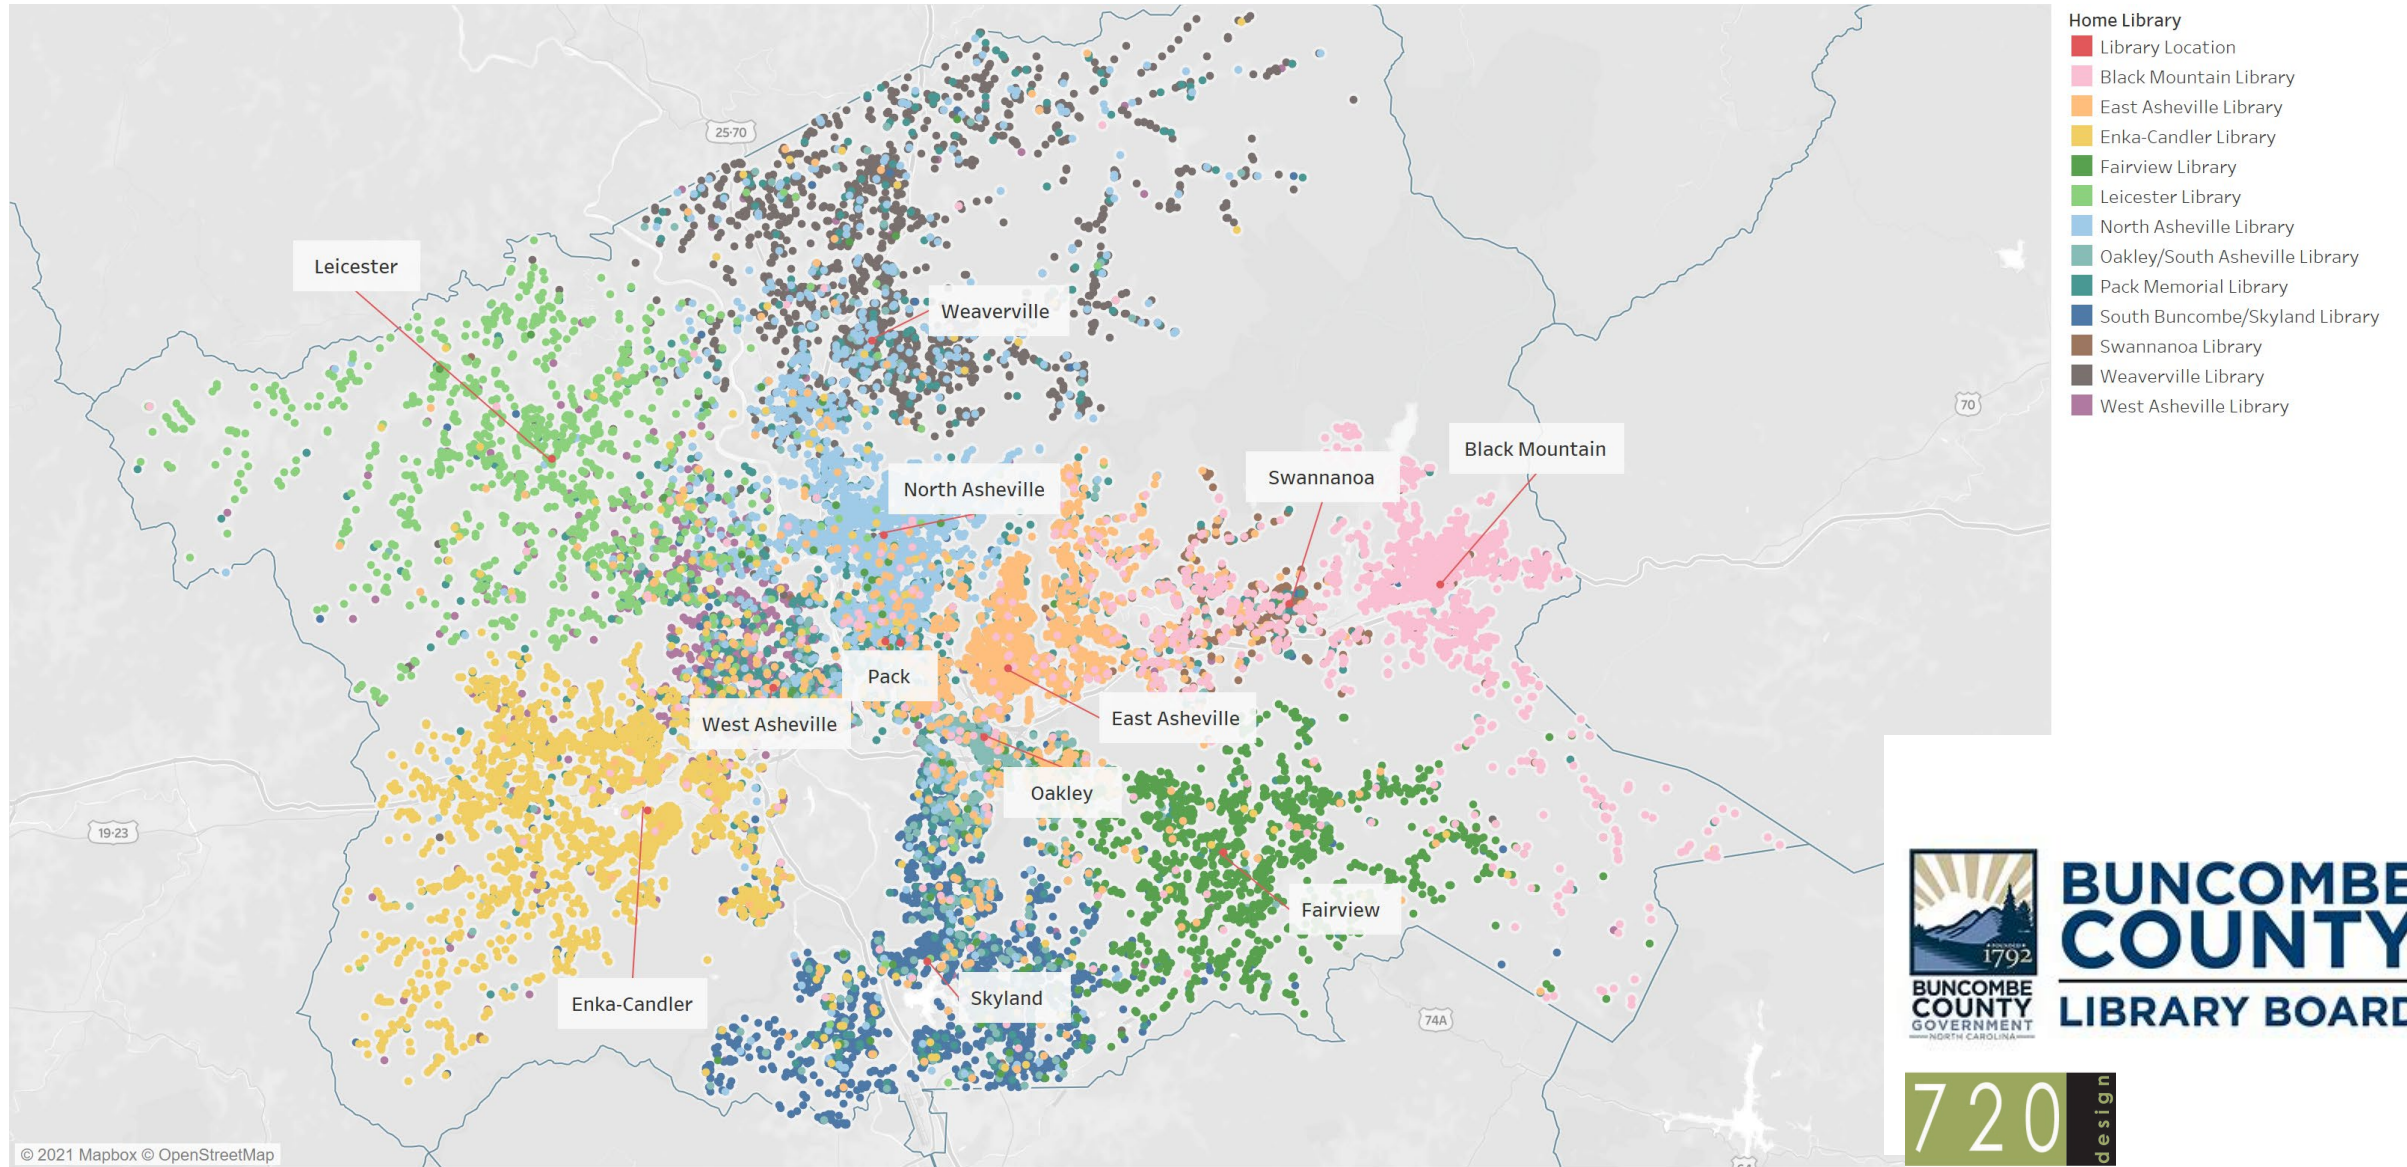 Home Library
Library Location
Black Mountain Library
East Asheville Library
Enka-Candler Library
Fairview Library
Leicester Library
North Asheville Library
Oakley/South Asheville Library
Pack Memorial Library
South Buncombe/Skyland Library
Swannanoa Library
Weaverville Library
West Asheville Library
25-70
Leicester
Weaverville
70
Black Mountain
Swannanoa
North Asheville
Pack
East Asheville
West Asheville
Oakley
19-23
Fairview
Skyland
Enka-Candler
74A
© 2021 Mapbox © OpenStreetMap
FOUNDED
1792
BUNCOMBE
COUNTY
GOVERNMENT
NORTH CAROLINA
BUNCOMBE
COUNTY
LIBRARY BOARD
720
design